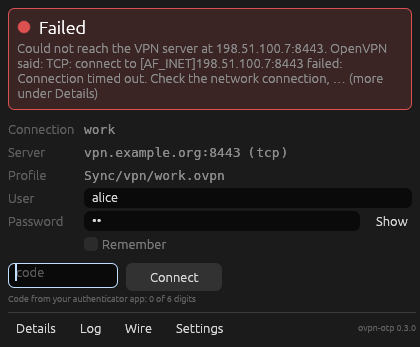 Failed
Could not reach the VPN server at 198.51.100.7:8443. OpenVPN
said: TCP: connect to [AF_INET]198.51.100.7:8443 failed:
Connection timed out. Check the network connection, … (more
under Details)
Connection work
Server vpn.example.org:8443 (tcp)
Profile Sync/vpn/work.ovpn
User alice
Password •• Show
Remember
code Connect
Code from your authenticator app: 0 of 6 digits
Details Log Wire Settings ovpn-otp 0.3.0